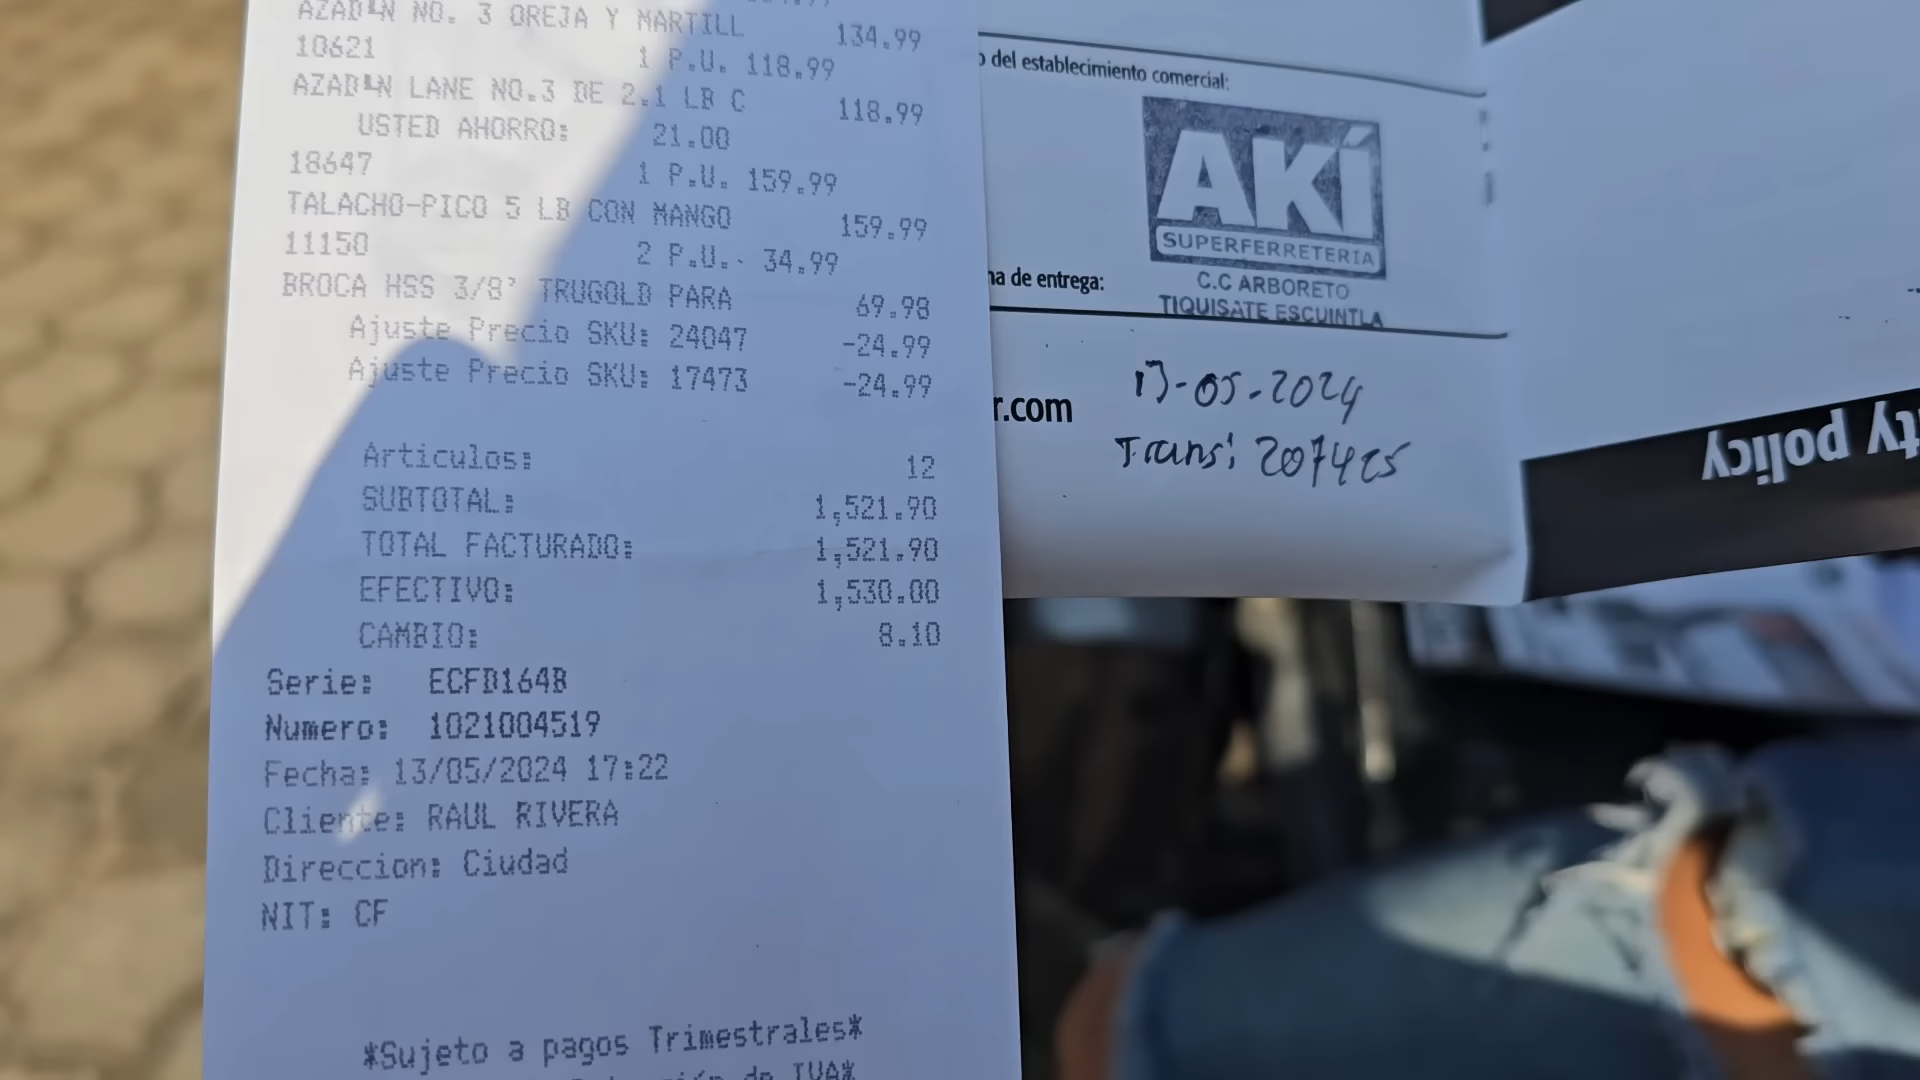 AZAD N NO. 3 OREJA Y MARTILL 134.99
10621 1 P.U. 118.99
AZAD N LANE NO.3 DE 2.1 LB C 118.99
USTED AHORRO: 21.00
18647 1 P.U. 159.99
TALACHO-PICO 5 LB CON MANGO 159.99
11150 2 P.U. 34.99
BROCA HSS 3/8' TRUGOLD PARA 69.98
Ajuste Precio SKU: 24047 -24.99
Ajuste Precio SKU: 17473 -24.99
Articulos: 12
SUBTOTAL: 1,521.90
TOTAL FACTURADO: 1,521.90
EFECTIVO: 1,530.00
CAMBIO: 8.10
Serie: ECFD164B
Numero: 1021004519
Fecha: 13/05/2024 17:22
Cliente: RAUL RIVERA
Direccion: Ciudad
NIT: CF
*Sujeto a pagos Trimestrales*
de IVA*
del establecimiento comercial:
AKÍ
SUPERFERRETERIA
C.C ARBORETO
TIQUISATE ESCUINTLA
de entrega:
r.com
13-05-2024
Trans: 207425
ty policy